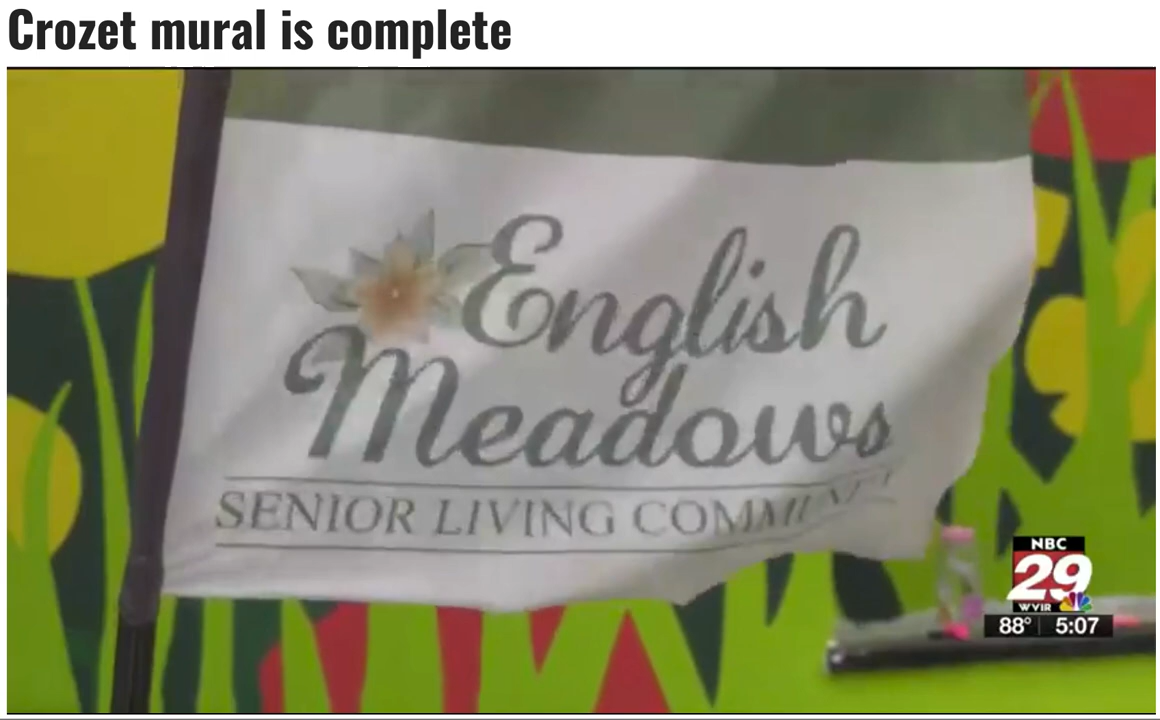 Crozet mural is complete
English
Meadows
SENIOR LIVING
NBC
29
WVIR
88° 5:07